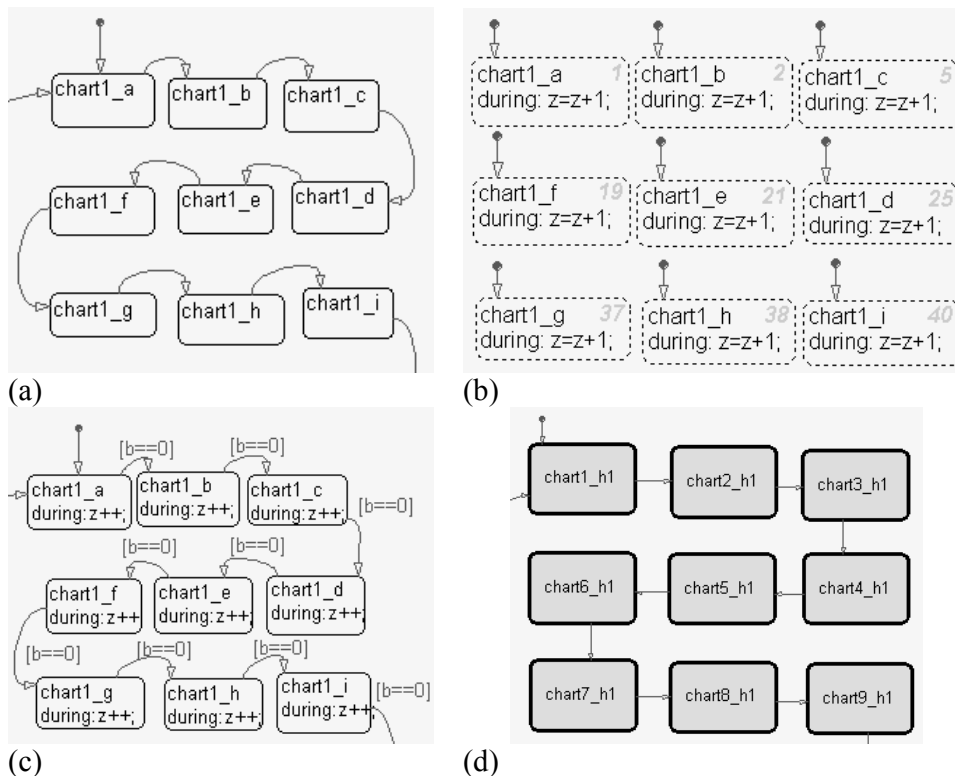 chart1_a
chart1_b
chart1_c
chart1_f
chart1_e
chart1_d
chart1_g
chart1_h
chart1_i
(a)
chart1_a 1
during: z=z+1;
chart1_b 2
during: z=z+1;
chart1_c 5
during: z=z+1;
chart1_f 19
during: z=z+1;
chart1_e 21
during: z=z+1;
chart1_d 25
during: z=z+1;
chart1_g 37
during: z=z+1;
chart1_h 38
during: z=z+1;
chart1_i 40
during: z=z+1;
(b)
[b==0]
[b==0]
chart1_a
during: z++;
chart1_b
during: z++;
chart1_c
during: z++;
[b==0]
[b==0]
[b==0]
chart1_f
during: z++
chart1_e
during: z++;
chart1_d
during: z++;
[b==0]
[b==0]
[b==0]
chart1_g
during: z++;
chart1_h
during: z++;
chart1_i
during: z++;
[b==0]
(c)
chart1_h1
chart2_h1
chart3_h1
chart6_h1
chart5_h1
chart4_h1
chart7_h1
chart8_h1
chart9_h1
(d)